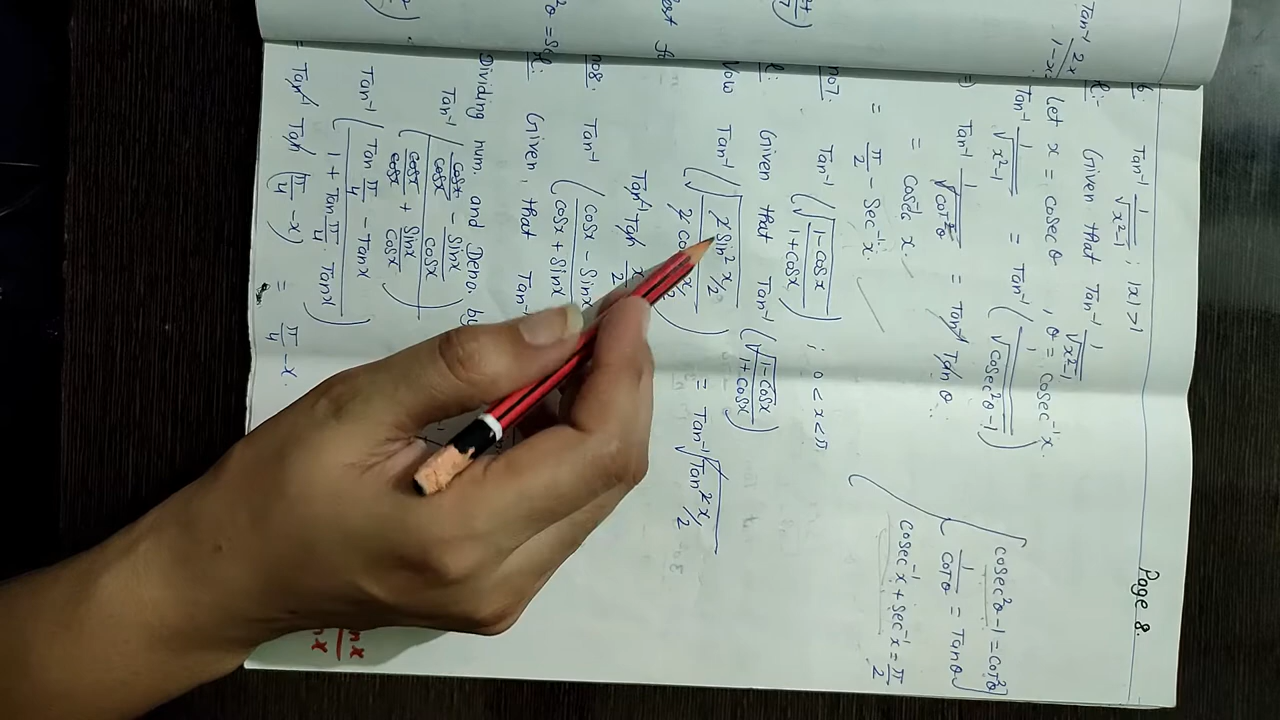 Page 8.
6. Tan⁻¹ 1/√(x²-1) ; |x| > 1
Given that Tan⁻¹ 1/√(x²-1)
Let x = cosec θ , θ = cosec⁻¹ x.
Tan⁻¹ 1/√(x²-1) = Tan⁻¹ (1/√(cosec²θ-1))
(cosec²θ-1 = cot²θ
⇒ Tan⁻¹ 1/√(cot²θ) = Tan⁻¹ Tan θ.
1/cotθ = Tanθ)
= cosec⁻¹ x.
cosec⁻¹x + sec⁻¹x = π/2
= π/2 - sec⁻¹ x.
no7: Tan⁻¹ (√((1-cosx)/(1+cosx))) ; 0 < x < π
Given that Tan⁻¹ (√((1-cosx)/(1+cosx)))
Now Tan⁻¹ (√(2sin² x/2 / 2co x/2)) = Tan⁻¹ √(Tan² x/2)
Tan⁻¹ Tan x/2
no8: Tan⁻¹ (cosx - sinx / cosx + sinx
Given, that Tan⁻¹
Dividing num. and Deno. by
Tan⁻¹ ((cosx/cosx - sinx/cosx) / (cosx/cosx + sinx/cosx))
Tan⁻¹ ((Tan π/4 - Tanx) / (1 + Tan π/4 Tanx))
= Tan⁻¹ Tan (π/4 - x) = π/4 - x.
Tan⁻¹ 2x